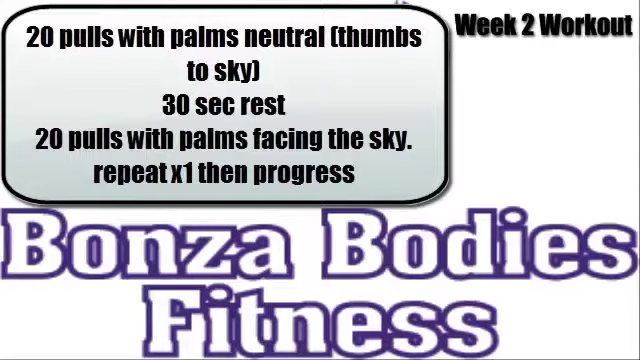 20 pulls with palms neutral (thumbs
to sky)
30 sec rest
20 pulls with palms facing the sky.
repeat x1 then progress
Week 2 Workout
Bonza Bodies
Fitness